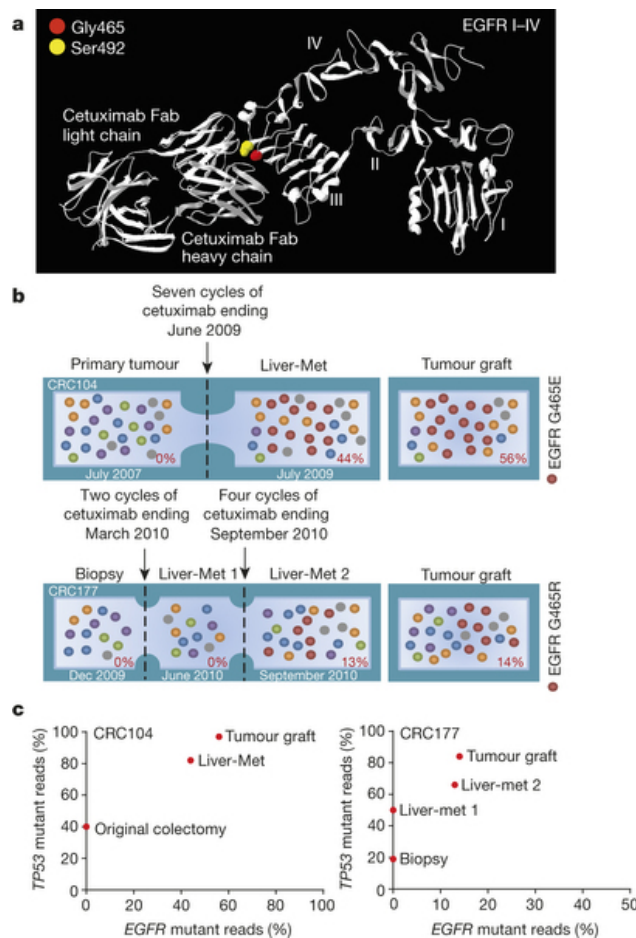 a
Gly465
Ser492
EGFR I–IV
IV
Cetuximab Fab
light chain
II
III
I
Cetuximab Fab
heavy chain
b
Seven cycles of
cetuximab ending
June 2009
Primary tumour
Liver-Met
Tumour graft
CRC104
0%
44%
56%
July 2007
July 2009
EGFR G465E
Two cycles of
cetuximab ending
March 2010
Four cycles of
cetuximab ending
September 2010
Biopsy
Liver-Met 1
Liver-Met 2
Tumour graft
CRC177
0%
0%
13%
14%
Dec 2009
June 2010
September 2010
EGFR G465R
c
TP53 mutant reads (%)
100
80
60
40
20
0
CRC104
Tumour graft
Liver-Met
Original colectomy
0 20 40 60 80 100
EGFR mutant reads (%)
TP53 mutant reads (%)
100
80
60
40
20
0
CRC177
Tumour graft
Liver-met 2
Liver-met 1
Biopsy
0 10 20 30 40 50
EGFR mutant reads (%)